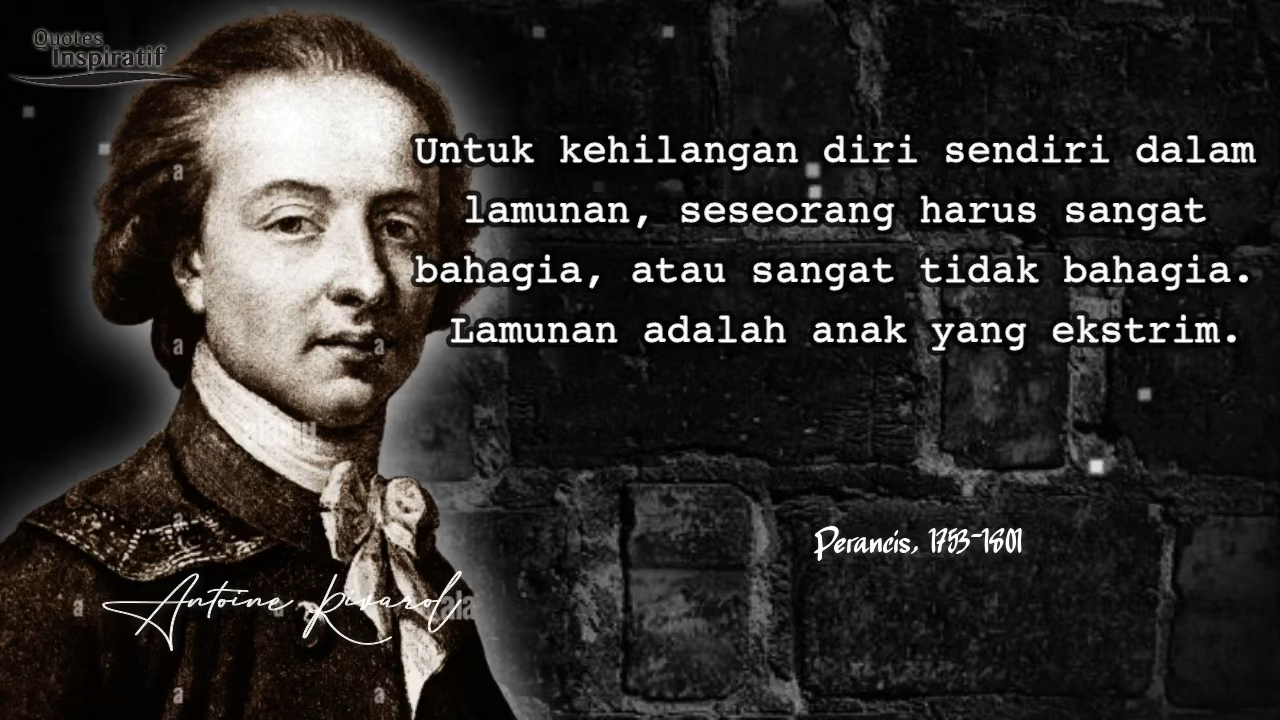 Quotes
Inspiratif
Untuk kehilangan diri sendiri dalam
lamunan, seseorang harus sangat
bahagia, atau sangat tidak bahagia.
Lamunan adalah anak yang ekstrim.
Perancis, 1753-1801
Antoine Rivarol
a
a
a
a
a
a
a
a